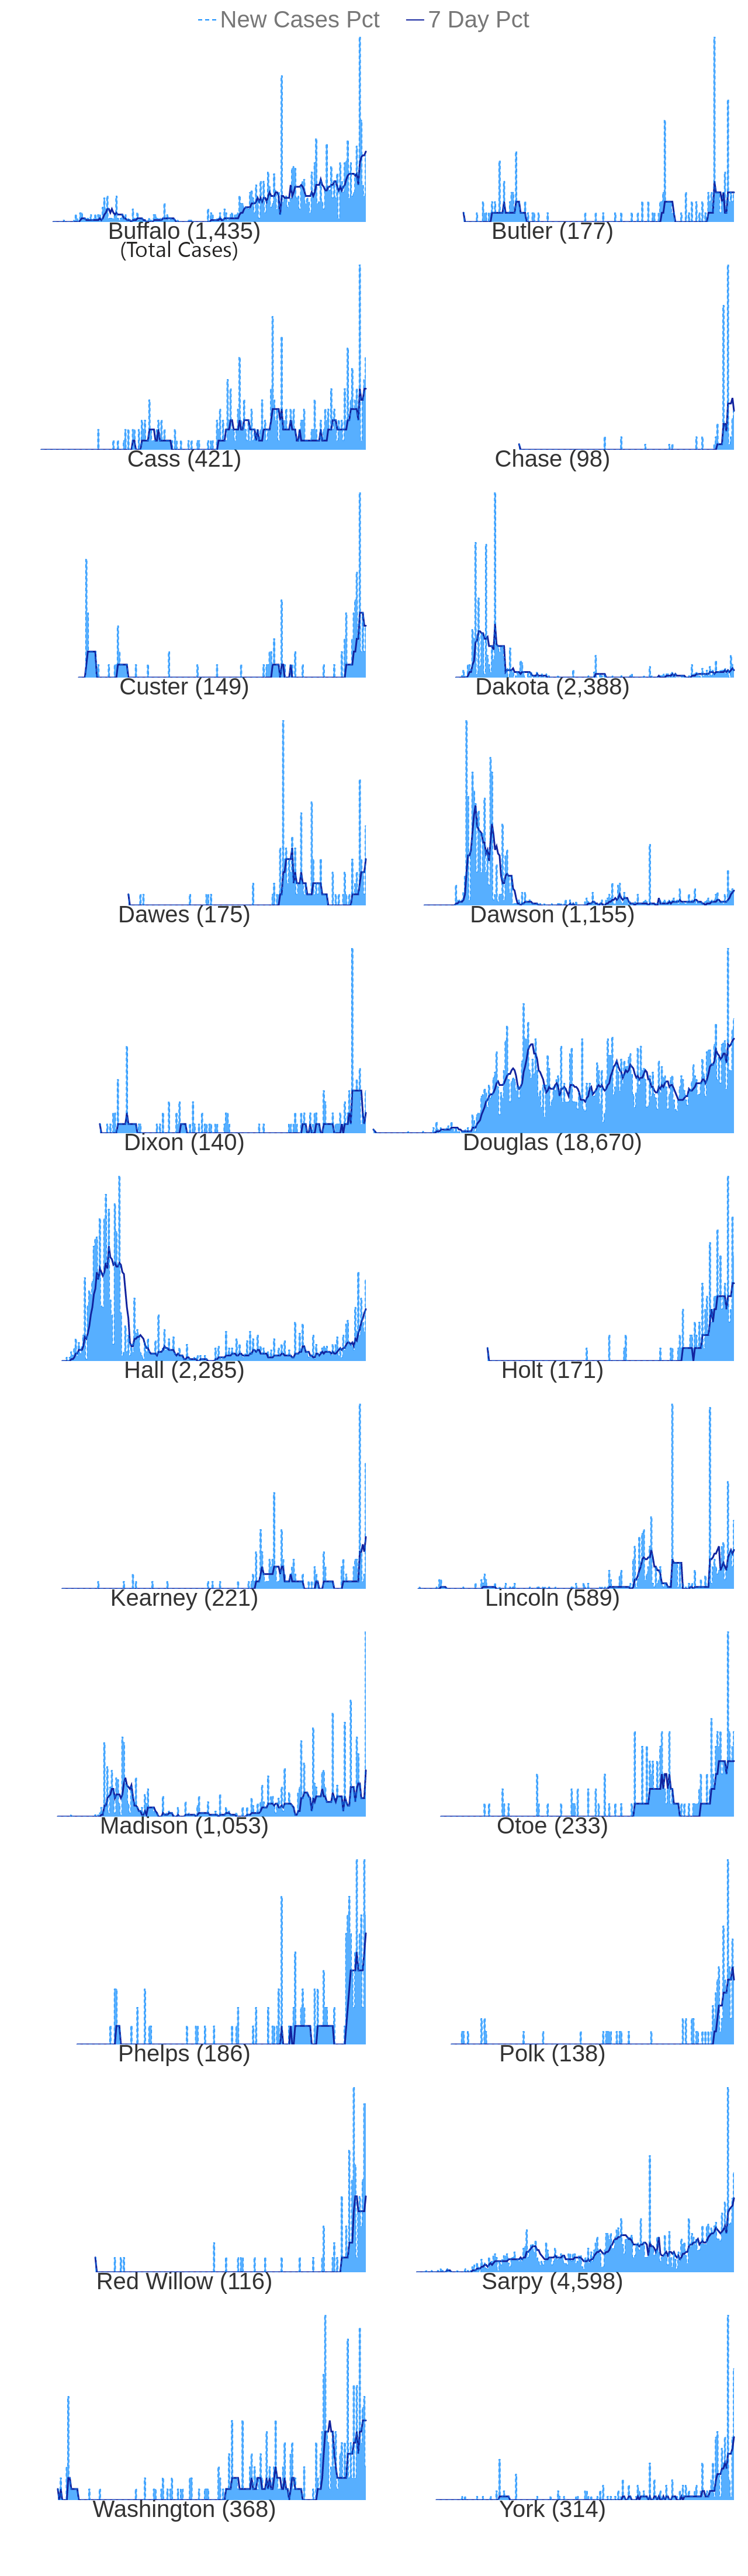 New Cases Pct 7 Day Pct
Buffalo (1,435) Butler (177)
(Total Cases)
Cass (421) Chase (98)
Custer (149) Dakota (2,388)
Dawes (175) Dawson (1,155)
Dixon (140) Douglas (18,670)
Hall (2,285) Holt (171)
Kearney (221) Lincoln (589)
Madison (1,053) Otoe (233)
Phelps (186) Polk (138)
Red Willow (116) Sarpy (4,598)
Washington (368) York (314)